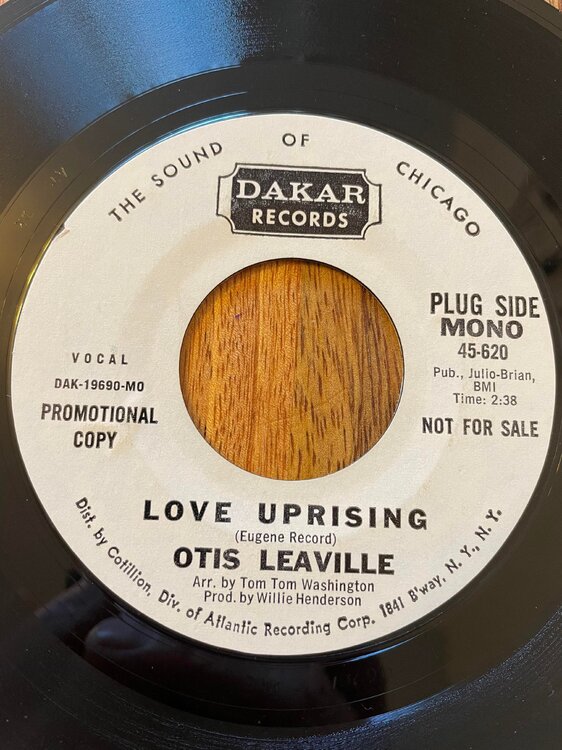 THE SOUND OF CHICAGO
DAKAR
RECORDS
PLUG SIDE
MONO
45-620
Pub., Julio-Brian,
BMI
Time: 2:38
NOT FOR SALE
VOCAL
DAK-19690-MO
PROMOTIONAL
COPY
LOVE UPRISING
(Eugene Record)
OTIS LEAVILLE
Arr. by Tom Tom Washington
Prod. by Willie Henderson
Dist. by Cotillion, Div. of Atlantic Recording Corp. 1841 B'way, N. Y., N. Y.